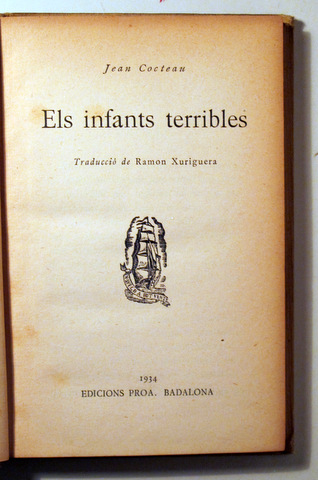 Jean Cocteau
Els infants terribles
Traducció de Ramon Xuriguera
1934
EDICIONS PROA. BADALONA